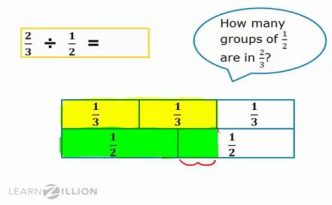 2/3 ÷ 1/2 =
How many
groups of 1/2
are in 2/3?
1/3 1/3 1/3
1/2 1/2
LEARNZILLION